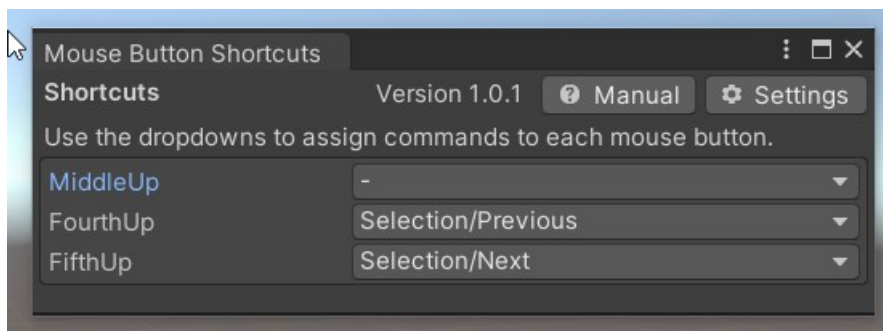 Mouse Button Shortcuts
Shortcuts Version 1.0.1 Manual Settings
Use the dropdowns to assign commands to each mouse button.
MiddleUp -
FourthUp Selection/Previous
FifthUp Selection/Next